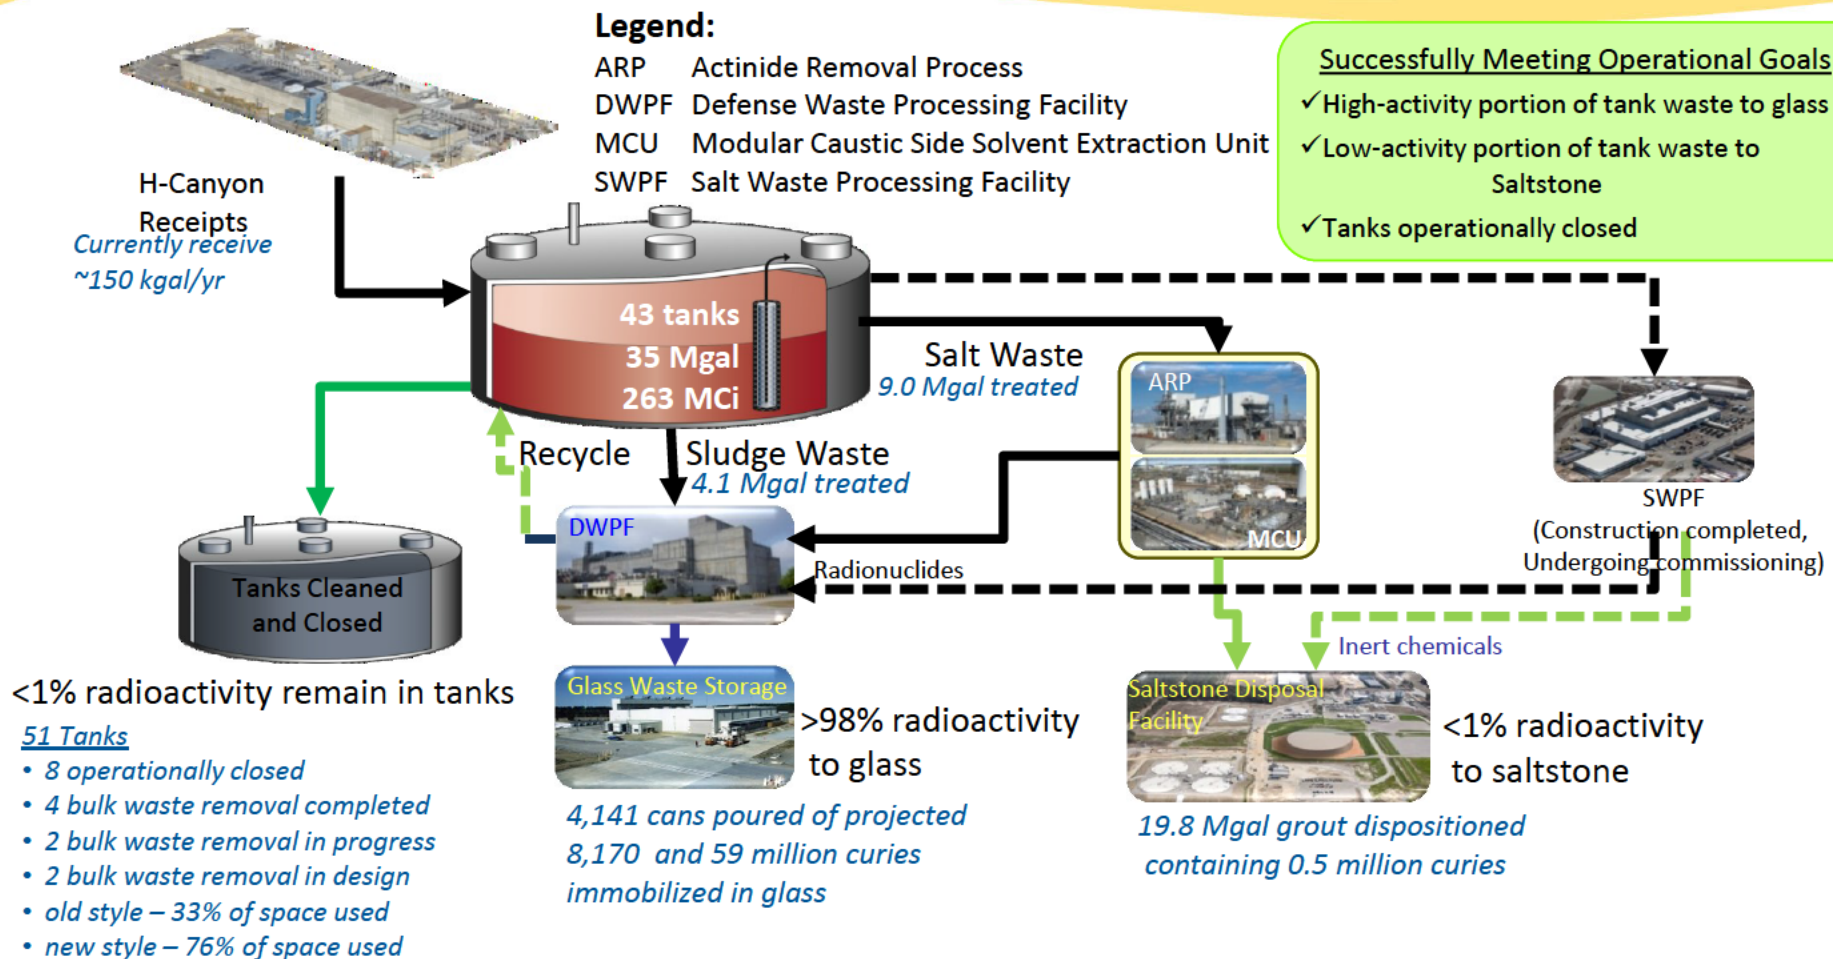 Legend:
ARP Actinide Removal Process
DWPF Defense Waste Processing Facility
MCU Modular Caustic Side Solvent Extraction Unit
SWPF Salt Waste Processing Facility
Successfully Meeting Operational Goals
✓High-activity portion of tank waste to glass
✓Low-activity portion of tank waste to
Saltstone
✓Tanks operationally closed
H-Canyon
Receipts
Currently receive
~150 kgal/yr
43 tanks
35 Mgal
263 MCi
Salt Waste
9.0 Mgal treated
ARP
MCU
SWPF
(Construction completed,
Undergoing commissioning)
Recycle
Sludge Waste
4.1 Mgal treated
DWPF
Radionuclides
Inert chemicals
Tanks Cleaned
and Closed
<1% radioactivity remain in tanks
51 Tanks
• 8 operationally closed
• 4 bulk waste removal completed
• 2 bulk waste removal in progress
• 2 bulk waste removal in design
• old style – 33% of space used
• new style – 76% of space used
Glass Waste Storage
>98% radioactivity
to glass
4,141 cans poured of projected
8,170 and 59 million curies
immobilized in glass
Saltstone Disposal
Facility
<1% radioactivity
to saltstone
19.8 Mgal grout dispositioned
containing 0.5 million curies